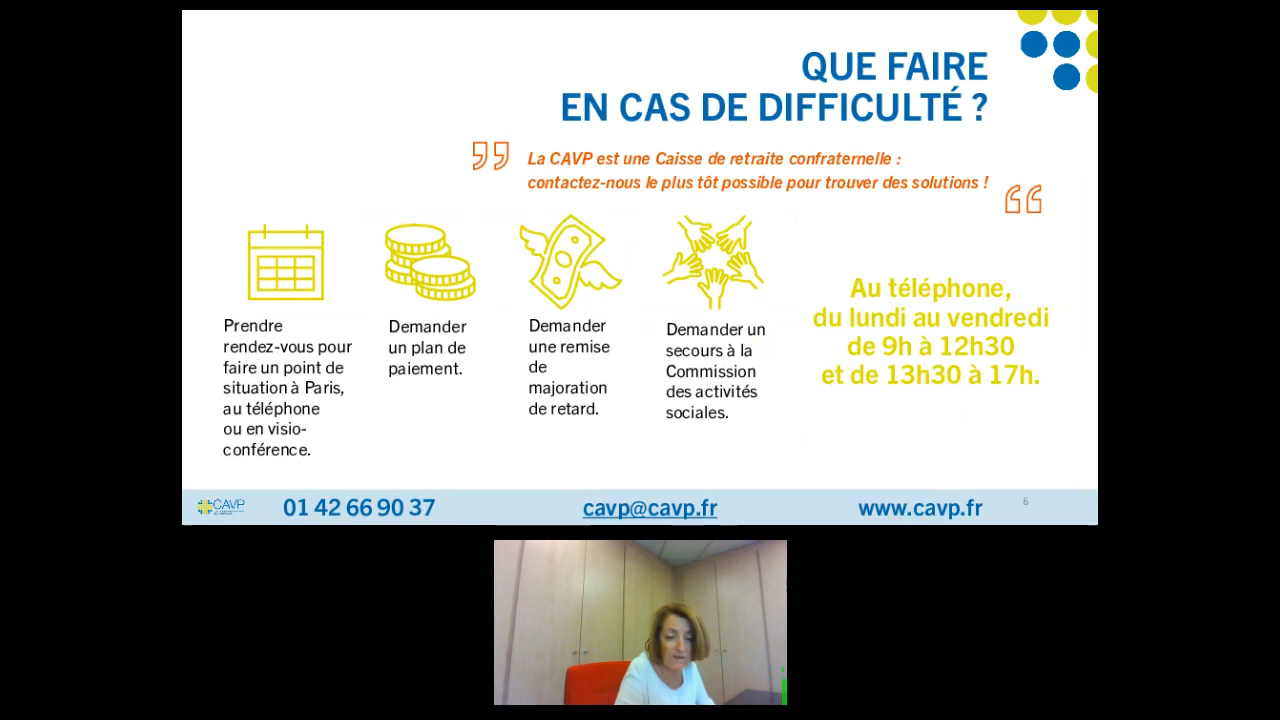 QUE FAIRE
EN CAS DE DIFFICULTÉ ?
La CAVP est une Caisse de retraite confraternelle :
contactez-nous le plus tôt possible pour trouver des solutions !
Prendre
rendez-vous pour
faire un point de
situation à Paris,
au téléphone
ou en visio-
conférence.
Demander
un plan de
paiement.
Demander
une remise
de
majoration
de retard.
Demander un
secours à la
Commission
des activités
sociales.
Au téléphone,
du lundi au vendredi
de 9h à 12h30
et de 13h30 à 17h.
CAVP
01 42 66 90 37
cavp@cavp.fr
www.cavp.fr
6